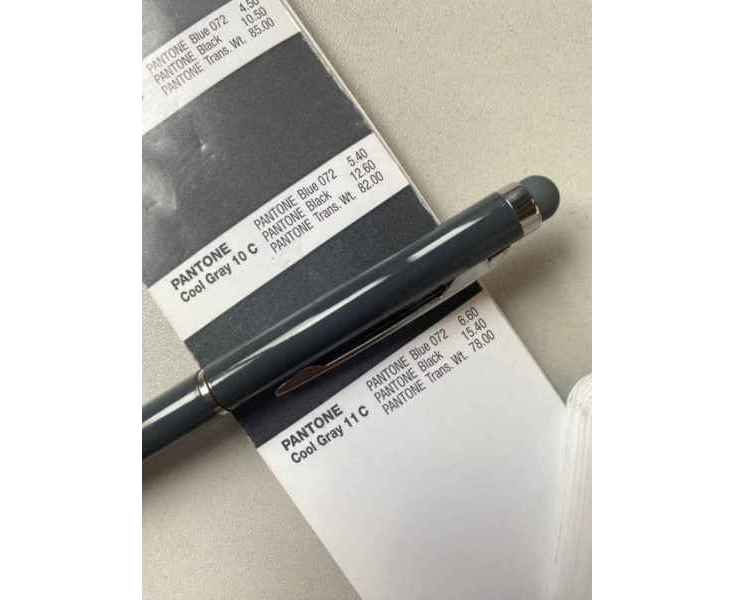 PANTONE Blue 072 4.50
PANTONE Black 10.50
PANTONE Trans. Wt. 85.00
PANTONE
Cool Gray 10 C
PANTONE Blue 072 5.40
PANTONE Black 12.60
PANTONE Trans. Wt. 82.00
PANTONE
Cool Gray 11 C
PANTONE Blue 072 6.60
PANTONE Black 15.40
PANTONE Trans. Wt. 78.00